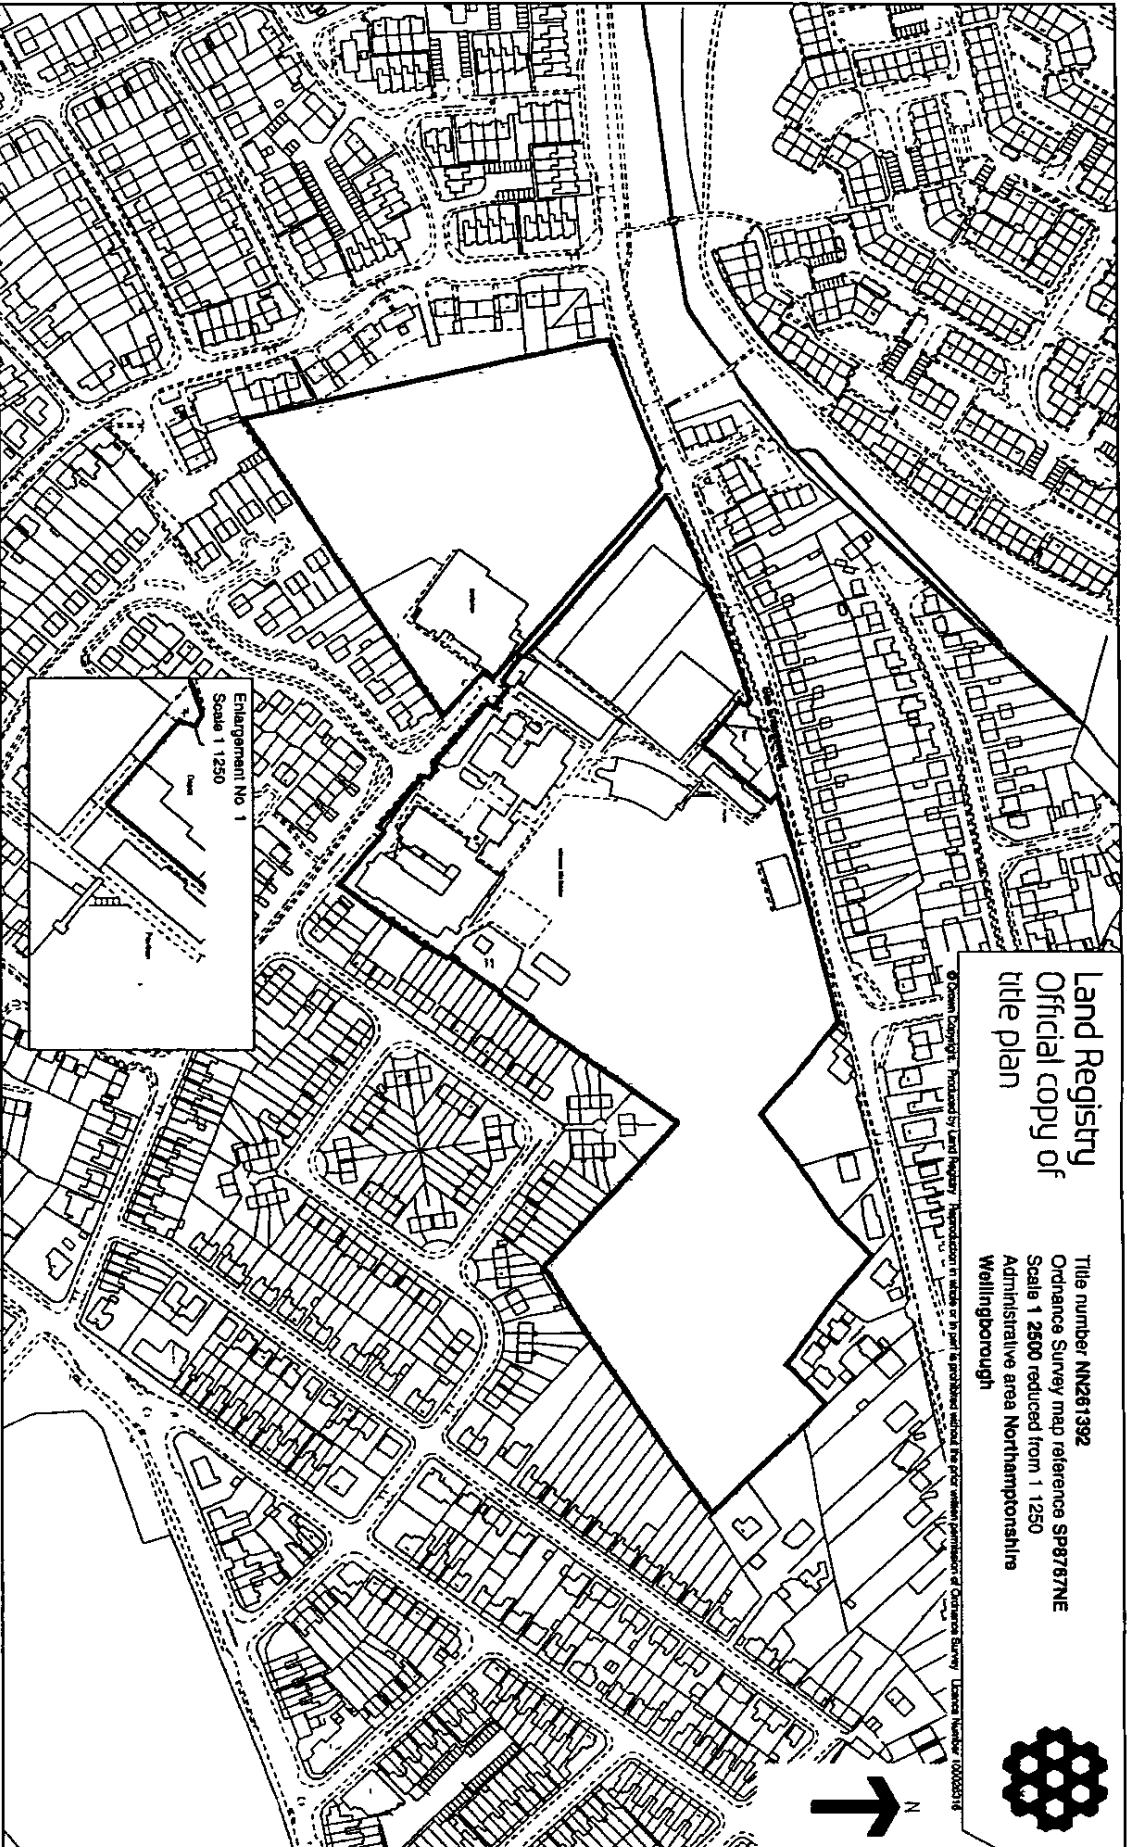 Land Registry
Official copy of
title plan
Title number NN261392
Ordnance Survey map reference SP8767NE
Scale 1 2500 reduced from 1 1250
Administrative area Northamptonshire
Wellingborough
© Crown Copyright. Produced by Land Registry. Reproduction in whole or in part is prohibited without the prior written permission of Ordnance Survey. Licence Number 100026316
N
Enlargement No 1
Scale 1 1250
Depot